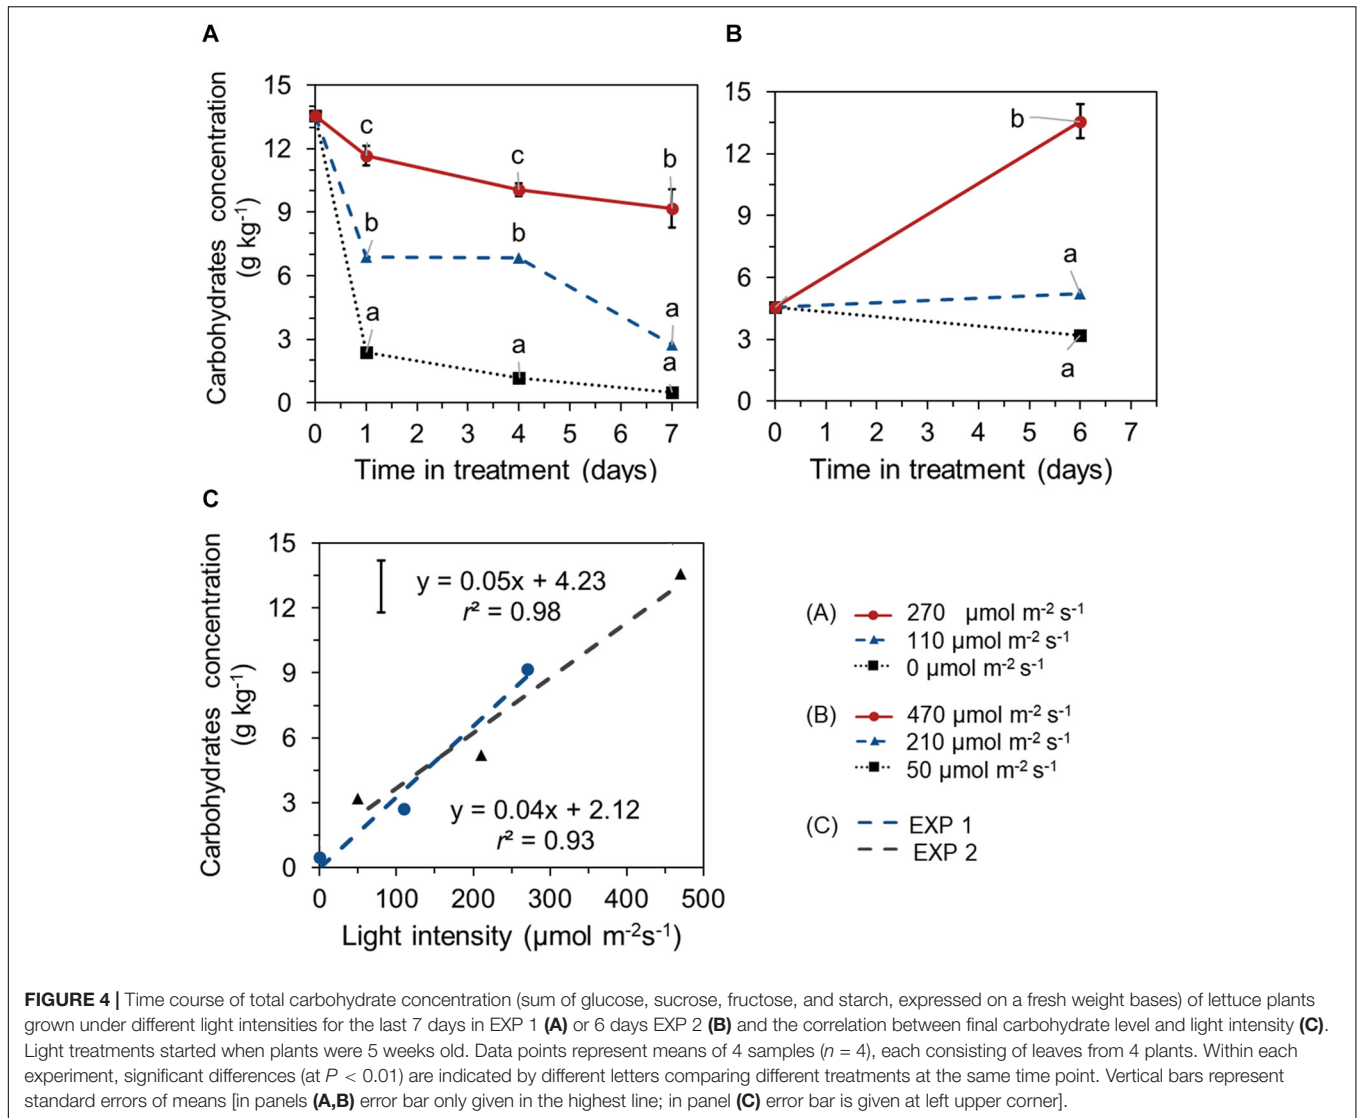 A
Carbohydrates concentration
(g kg⁻¹)
15
12
9
6
3
0
c
c
b
b
b
a
a
a
a
0 1 2 3 4 5 6 7
Time in treatment (days)
B
15
12
9
6
3
0
b
a
a
0 1 2 3 4 5 6 7
Time in treatment (days)
C
Carbohydrates concentration
(g kg⁻¹)
15
12
9
6
3
0
y = 0.05x + 4.23
r² = 0.98
y = 0.04x + 2.12
r² = 0.93
0 100 200 300 400 500
Light intensity (µmol m⁻²s⁻¹)
(A) 270 µmol m⁻² s⁻¹
110 µmol m⁻² s⁻¹
0 µmol m⁻² s⁻¹
(B) 470 µmol m⁻² s⁻¹
210 µmol m⁻² s⁻¹
50 µmol m⁻² s⁻¹
(C) EXP 1
EXP 2
FIGURE 4 | Time course of total carbohydrate concentration (sum of glucose, sucrose, fructose, and starch, expressed on a fresh weight bases) of lettuce plants
grown under different light intensities for the last 7 days in EXP 1 (A) or 6 days EXP 2 (B) and the correlation between final carbohydrate level and light intensity (C).
Light treatments started when plants were 5 weeks old. Data points represent means of 4 samples (n = 4), each consisting of leaves from 4 plants. Within each
experiment, significant differences (at P < 0.01) are indicated by different letters comparing different treatments at the same time point. Vertical bars represent
standard errors of means [in panels (A,B) error bar only given in the highest line; in panel (C) error bar is given at left upper corner].